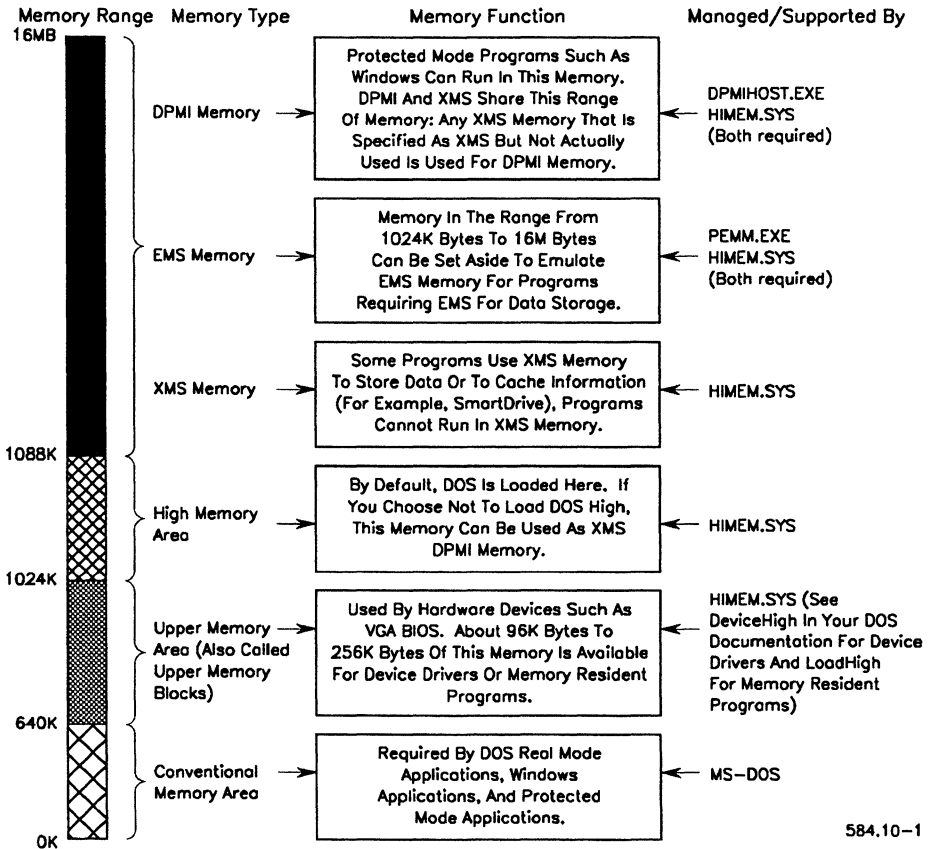 Memory Range Memory Type Memory Function Managed/Supported By
16MB
DPMI Memory
Protected Mode Programs Such As
Windows Can Run In This Memory.
DPMI And XMS Share This Range
Of Memory: Any XMS Memory That Is
Specified As XMS But Not Actually
Used Is Used For DPMI Memory.
DPMIHOST.EXE
HIMEM.SYS
(Both required)
EMS Memory
Memory In The Range From
1024K Bytes To 16M Bytes
Can Be Set Aside To Emulate
EMS Memory For Programs
Requiring EMS For Data Storage.
PEMM.EXE
HIMEM.SYS
(Both required)
XMS Memory
Some Programs Use XMS Memory
To Store Data Or To Cache Information
(For Example, SmartDrive), Programs
Cannot Run In XMS Memory.
HIMEM.SYS
1088K
High Memory
Area
By Default, DOS Is Loaded Here. If
You Choose Not To Load DOS High,
This Memory Can Be Used As XMS
DPMI Memory.
HIMEM.SYS
1024K
Upper Memory
Area (Also Called
Upper Memory
Blocks)
Used By Hardware Devices Such As
VGA BIOS. About 96K Bytes To
256K Bytes Of This Memory Is Available
For Device Drivers Or Memory Resident
Programs.
HIMEM.SYS (See
DeviceHigh In Your DOS
Documentation For Device
Drivers And LoadHigh
For Memory Resident
Programs)
640K
Conventional
Memory Area
Required By DOS Real Mode
Applications, Windows
Applications, And Protected
Mode Applications.
MS-DOS
0K
584.10-1